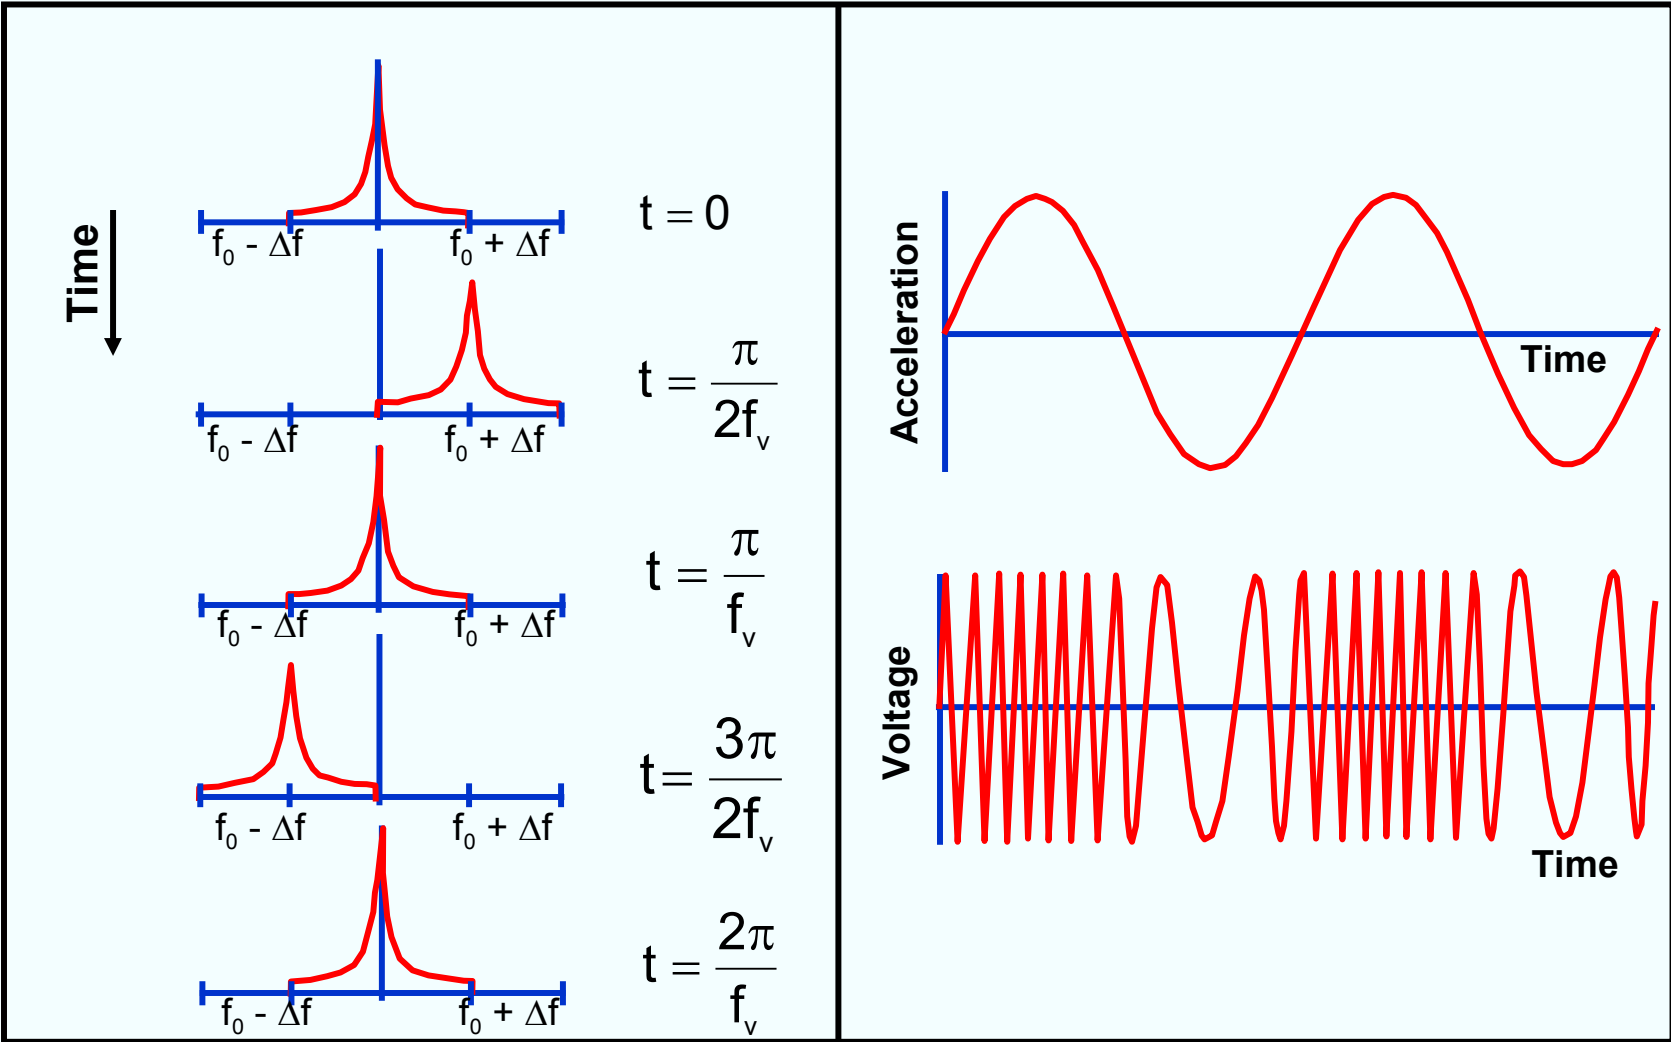 Time
t = 0
f₀ - Δf
f₀ + Δf
t = π/2fᵥ
f₀ - Δf
f₀ + Δf
t = π/fᵥ
f₀ - Δf
f₀ + Δf
t = 3π/2fᵥ
f₀ - Δf
f₀ + Δf
t = 2π/fᵥ
f₀ - Δf
f₀ + Δf
Acceleration
Time
Voltage
Time